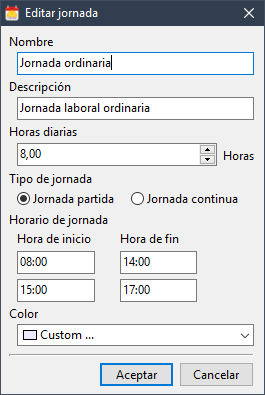 Editar jornada
Nombre
Jornada ordinaria
Descripción
Jornada laboral ordinaria
Horas diarias
8,00 Horas
Tipo de jornada
Jornada partida Jornada continua
Horario de jornada
Hora de inicio Hora de fin
08:00 14:00
15:00 17:00
Color
Custom ...
Aceptar Cancelar